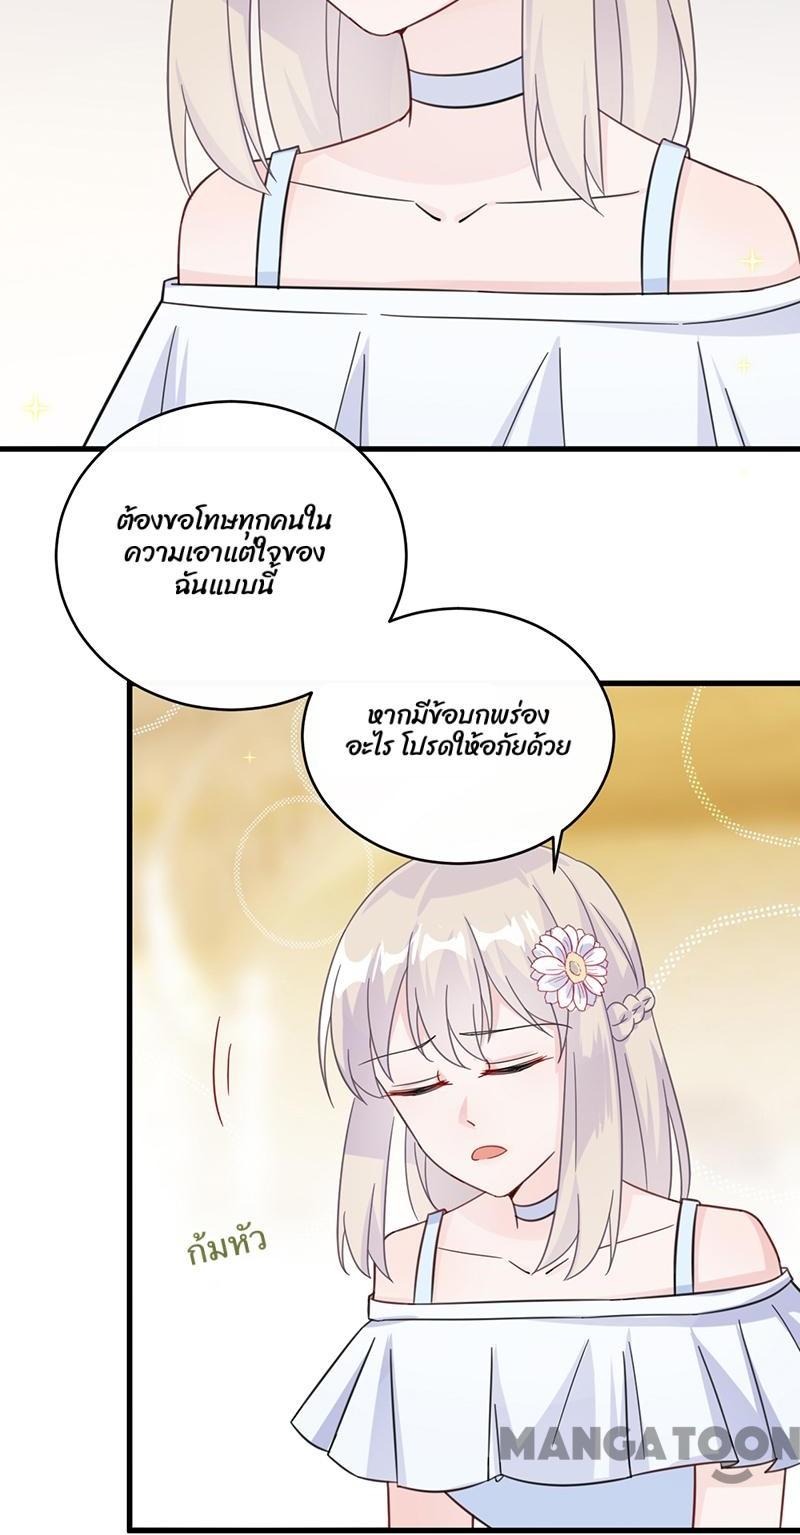 ต้องขอโทษทุกคนใน
ความเอาแต่ใจของ
ฉันแบบนี้
หากมีข้อบกพร่อง
อะไร โปรดให้อภัยด้วย
ก้มหัว
MANGATOON